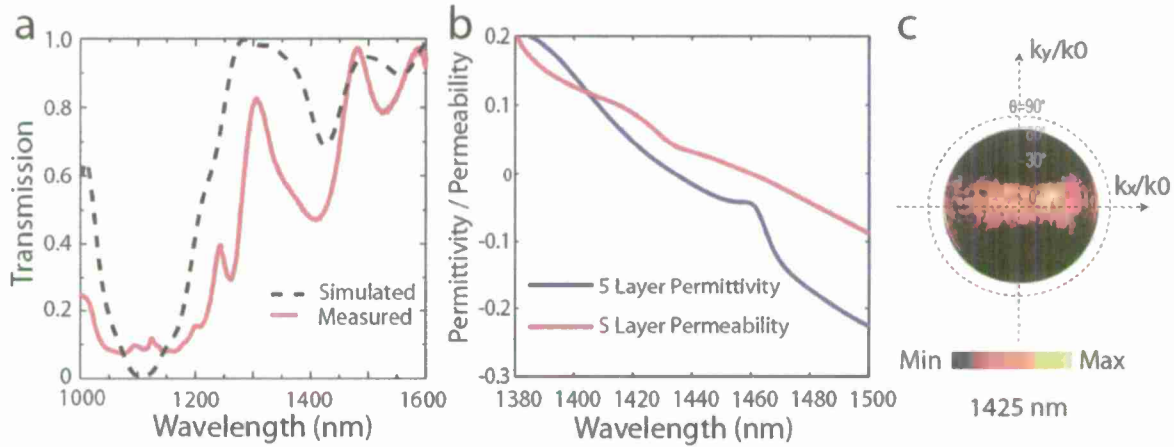 a
Transmission
1.0
0.8
0.6
0.4
0.2
0
1000
1200
1300
1400
1600
Wavelength (nm)
Simulated
Measured
b
Permittivity / Permeability
0.2
0.1
0
-0.1
-0.2
-0.3
1380
1400
1420
1440
1460
1480
1500
Wavelength (nm)
5 Layer Permittivity
5 Layer Permeability
c
ky/k0
θ=90°
30°
0°
kx/k0
Min
Max
1425 nm